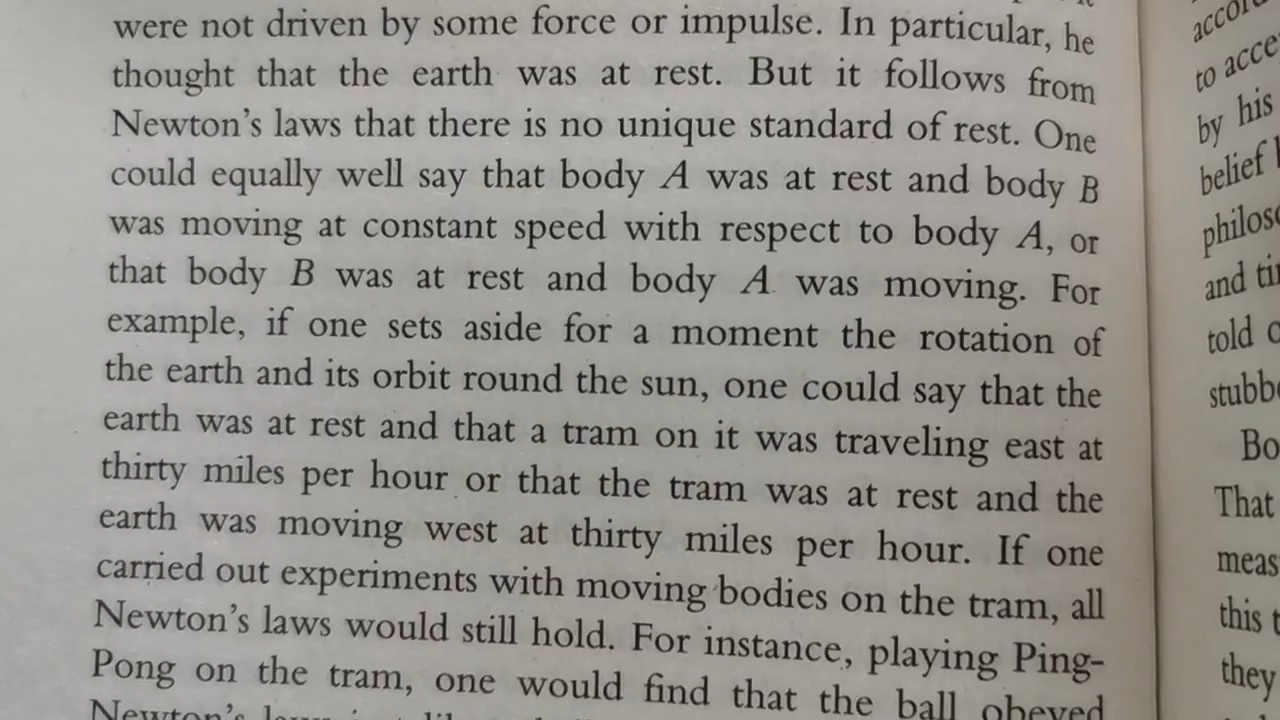 were not driven by some force or impulse. In particular, he
thought that the earth was at rest. But it follows from
Newton's laws that there is no unique standard of rest. One
could equally well say that body A was at rest and body B
was moving at constant speed with respect to body A, or
that body B was at rest and body A was moving. For
example, if one sets aside for a moment the rotation of
the earth and its orbit round the sun, one could say that the
earth was at rest and that a tram on it was traveling east at
thirty miles per hour or that the tram was at rest and the
earth was moving west at thirty miles per hour. If one
carried out experiments with moving bodies on the tram, all
Newton's laws would still hold. For instance, playing Ping-
Pong on the tram, one would find that the ball obeyed
Newton's
to acce
by his
belief
philoso
and ti
told
stubb
Bo
That
meas
this t
they